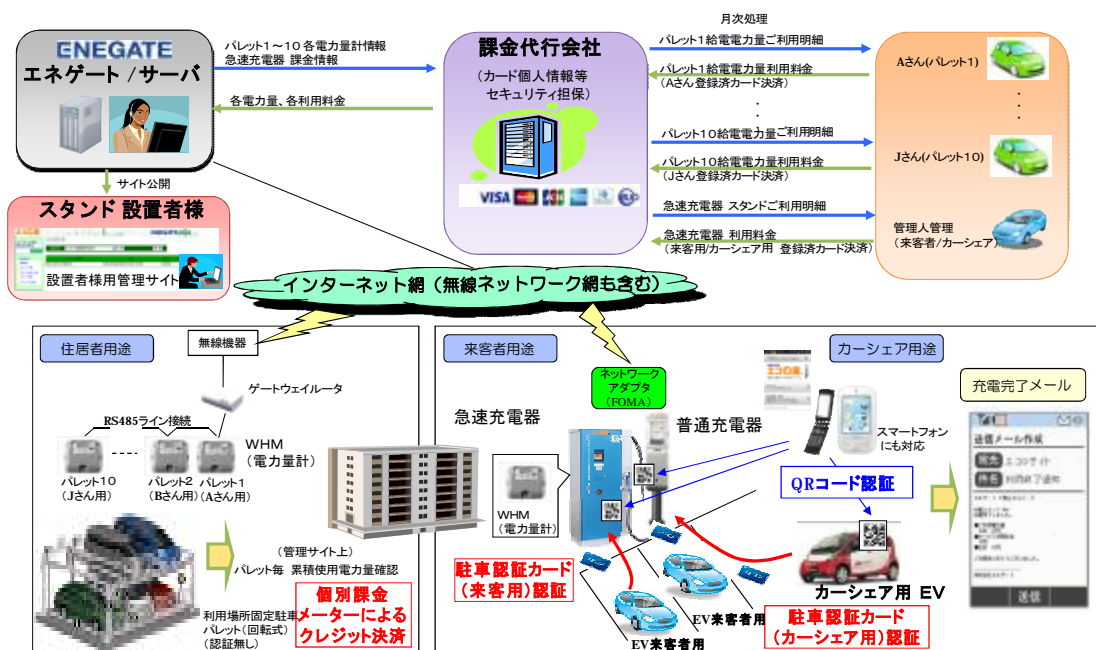 月次処理
ENEGATE
エネゲート /サーバ
パレット1～10 各電力量計情報
急速充電器 課金情報
各電力量、各利用料金
課金代行会社
(カード個人情報等
セキュリティ担保)
VISA
JCB
パレット1給電電力量ご利用明細
パレット1給電電力量利用料金
(Aさん登録済カード決済)
・
・
パレット10給電電力量ご利用明細
パレット10給電電力量利用料金
(Jさん登録済カード決済)
急速充電器 スタンドご利用明細
急速充電器 利用料金
(来客用/カーシェア用 登録済カード決済)
Aさん(パレット1)
・
・
・
・
Jさん(パレット10)
管理人管理
(来客者/カーシェア)
サイト公開
スタンド 設置者様
設置者様用管理サイト
インターネット網（無線ネットワーク網も含む）
住居者用途
無線機器
ゲートウェイルータ
RS485ライン接続
WHM
(電力量計)
パレット10
(Jさん用)
パレット2
(Bさん用)
パレット1
(Aさん用)
(管理サイト上)
パレット毎 累積使用電力量確認
利用場所固定駐車
パレット(回転式)
(認証無し)
個別課金
メーターによる
クレジット決済
来客者用途
ネットワーク
アダプタ
(FOMA)
急速充電器
普通充電器
WHM
(電力量計)
駐車認証カード
(来客用)認証
EV来客者用
EV来客者用
カーシェア用途
スマートフォン
にも対応
QRコード認証
カーシェア用 EV
駐車認証カード
(カーシェア用)認証
充電完了メール
送信メール作成
エコQサイト
利用終了通知
送信